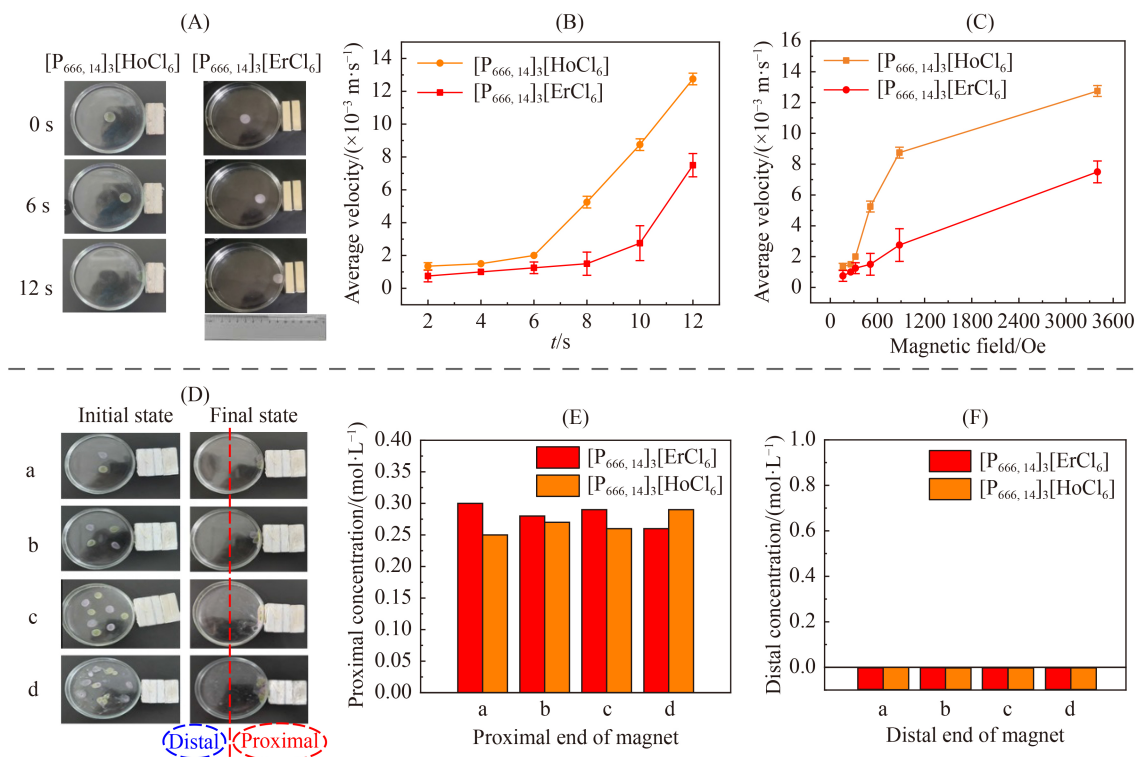 (A)
[P666, 14]3[HoCl6] [P666, 14]3[ErCl6]
0 s
6 s
12 s
(B)
Average velocity/(×10⁻³ m·s⁻¹)
14
12
10
8
6
4
2
0
[P666, 14]3[HoCl6]
[P666, 14]3[ErCl6]
2 4 6 8 10 12
t/s
(C)
Average velocity/(×10⁻³ m·s⁻¹)
16
14
12
10
8
6
4
2
0
[P666, 14]3[HoCl6]
[P666, 14]3[ErCl6]
0 600 1200 1800 2400 3000 3600
Magnetic field/Oe
(D)
Initial state Final state
a
b
c
d
Distal Proximal
(E)
Proximal concentration/(mol·L⁻¹)
0.40
0.35
0.30
0.25
0.20
0.15
0.10
0.05
0.00
[P666, 14]3[ErCl6]
[P666, 14]3[HoCl6]
a b c d
Proximal end of magnet
(F)
Distal concentration/(mol·L⁻¹)
1.0
0.8
0.6
0.4
0.2
0.0
[P666, 14]3[ErCl6]
[P666, 14]3[HoCl6]
a b c d
Distal end of magnet